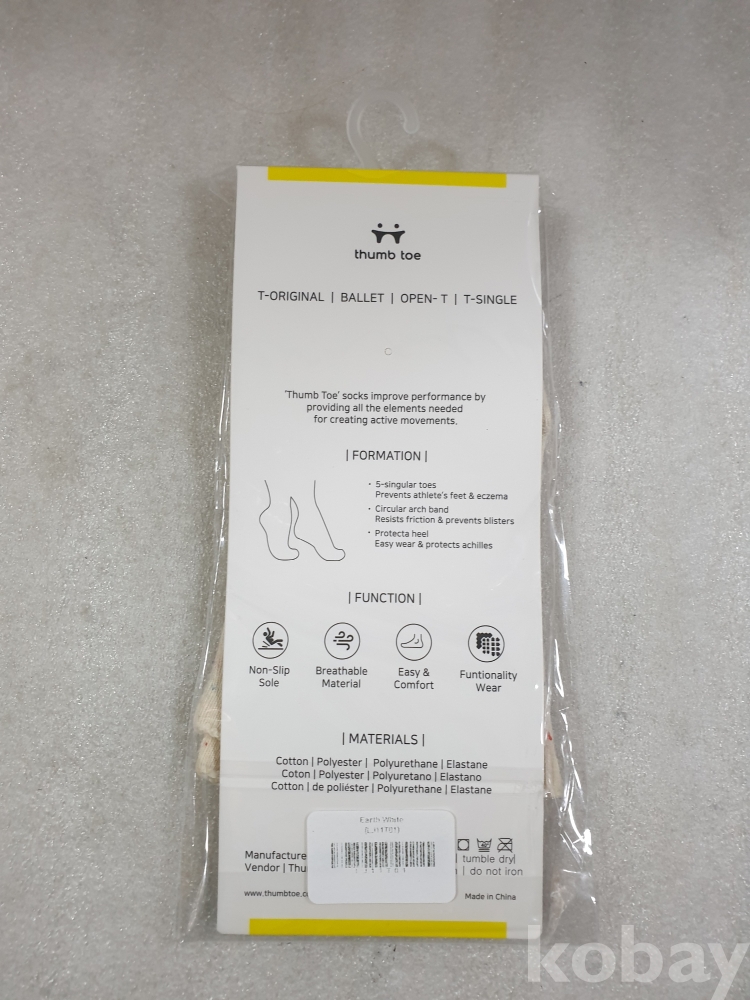 thumb toe
T-ORIGINAL | BALLET | OPEN- T | T-SINGLE
C
'Thumb Toe' socks improve performance by
providing all the elements needed
for creating active movements.
| FORMATION |
· 5-singular toes
Prevents athlete's feet & eczema
· Circular arch band
Resists friction & prevents blisters
· Protecta heel
Easy wear & protects achilles
| FUNCTION |
Non-Slip
Sole
Breathable
Material
Easy &
Comfort
Funtionality
Wear
| MATERIALS |
Cotton | Polyester | Polyurethane | Elastane
Coton | Polyester | Polyuretano | Elastano
Cotton | de poliéster | Polyurethane | Elastane
Earth White
Manufacture
| tumble dry|
Vendor | Thu
| do not iron
www.thumbtoe.c
Made in China
kobay